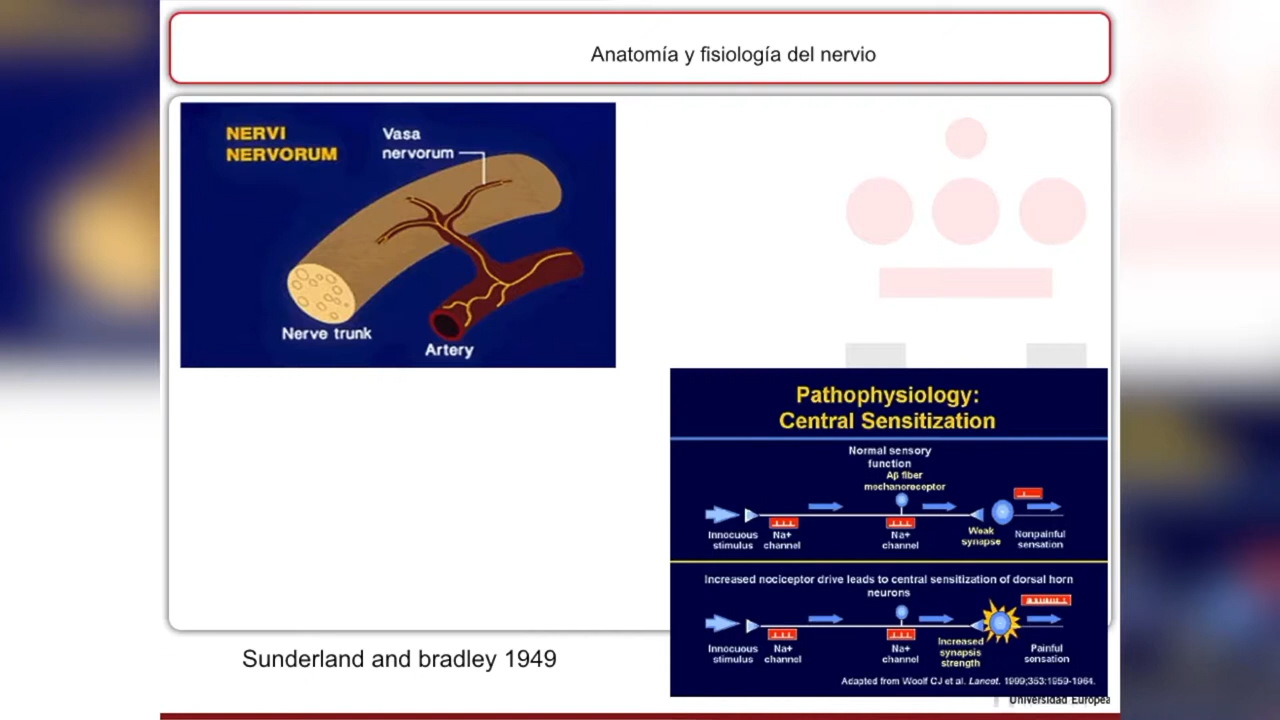 Anatomía y fisiología del nervio
NERVI
NERVORUM
Vasa
nervorum
Nerve trunk
Artery
Pathophysiology:
Central Sensitization
Normal sensory
function
Aβ fiber
mechanoreceptor
Innocuous
stimulus
Na+
channel
Na+
channel
Weak
synapse
Nonpainful
sensation
Increased nociceptor drive leads to central sensitization of dorsal horn
neurons
Innocuous
stimulus
Na+
channel
Na+
channel
Increased
synapsis
strength
Painful
sensation
Adapted from Woolf CJ et al. Lancet. 1999;353:1959-1964.
Sunderland and bradley 1949
Universidad Europea